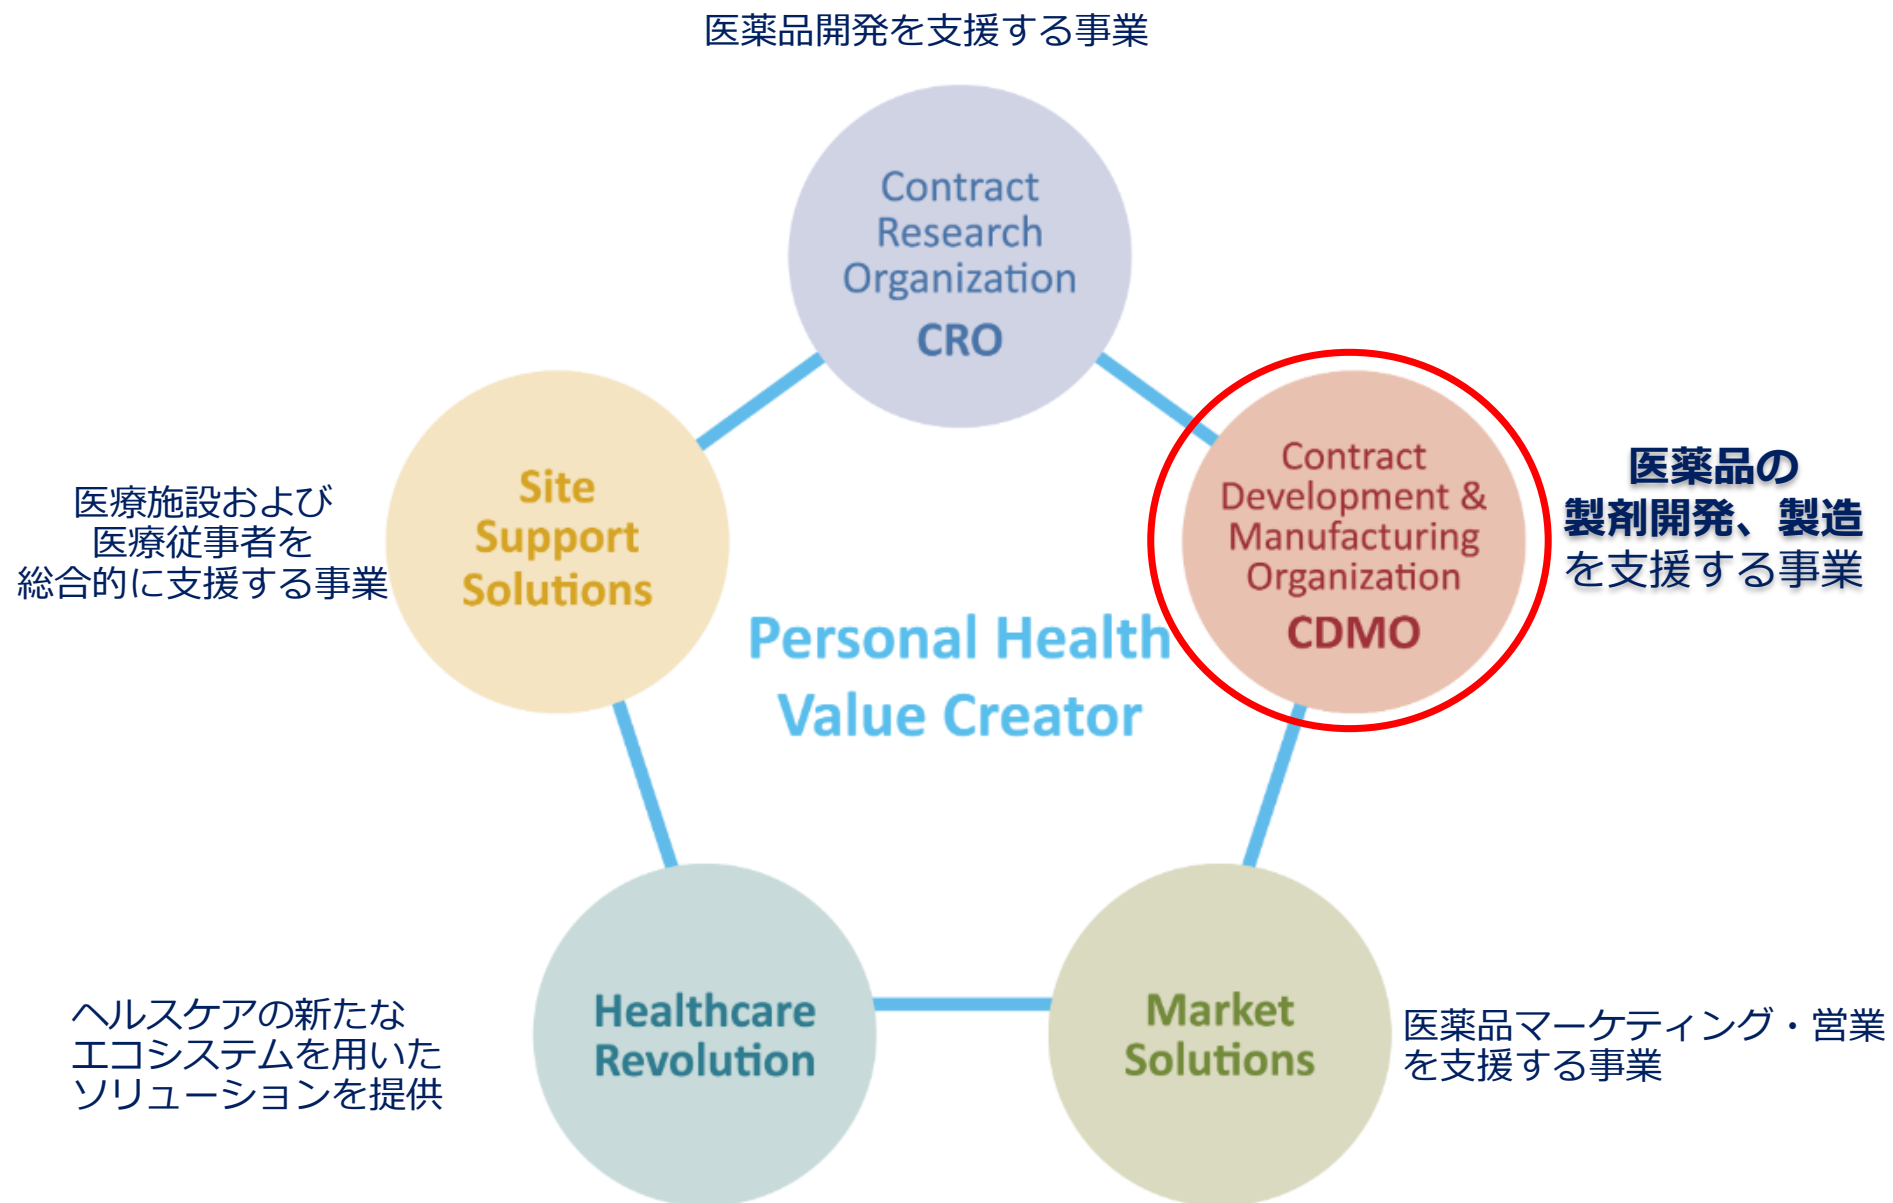 医薬品開発を支援する事業
Contract
Research
Organization
CRO
Contract
Development &
Manufacturing
Organization
CDMO
医薬品の
製剤開発、製造
を支援する事業
Site
Support
Solutions
医療施設および
医療従事者を
総合的に支援する事業
Personal Health
Value Creator
Healthcare
Revolution
ヘルスケアの新たな
エコシステムを用いた
ソリューションを提供
Market
Solutions
医薬品マーケティング・営業
を支援する事業